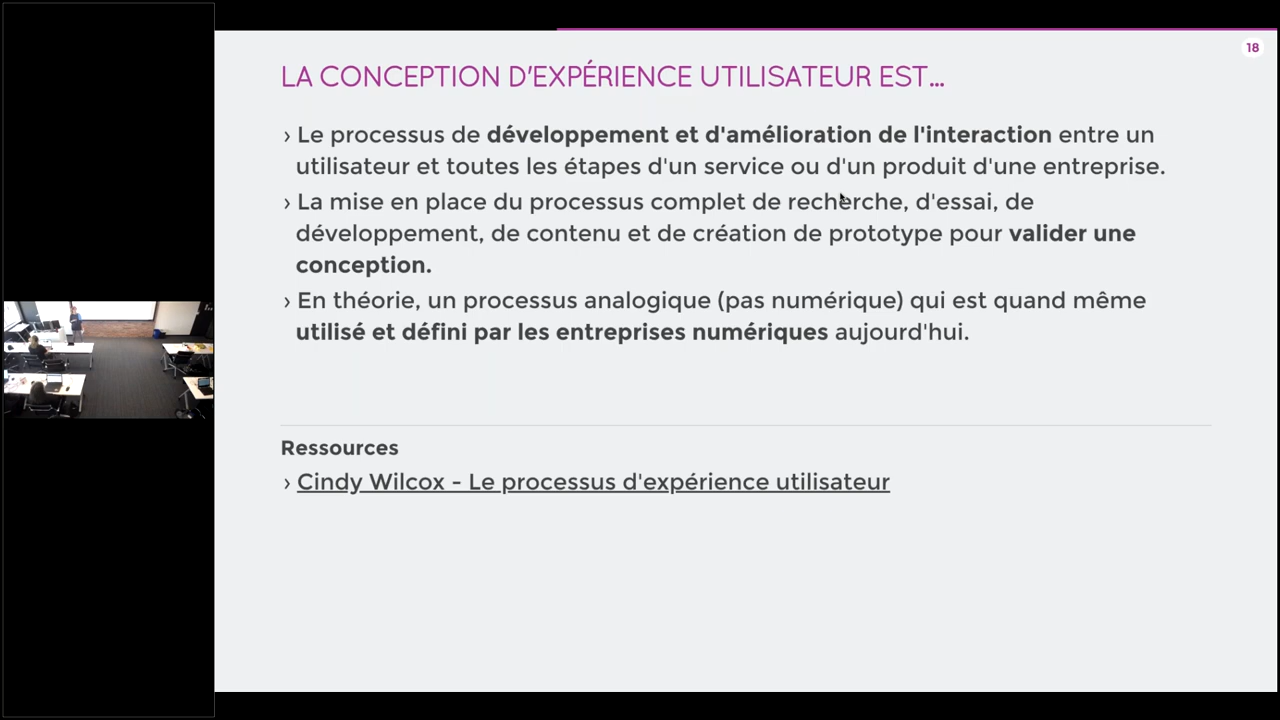 18
LA CONCEPTION D'EXPÉRIENCE UTILISATEUR EST...
› Le processus de développement et d'amélioration de l'interaction entre un
utilisateur et toutes les étapes d'un service ou d'un produit d'une entreprise.
› La mise en place du processus complet de recherche, d'essai, de
développement, de contenu et de création de prototype pour valider une
conception.
› En théorie, un processus analogique (pas numérique) qui est quand même
utilisé et défini par les entreprises numériques aujourd'hui.
Ressources
› Cindy Wilcox - Le processus d'expérience utilisateur